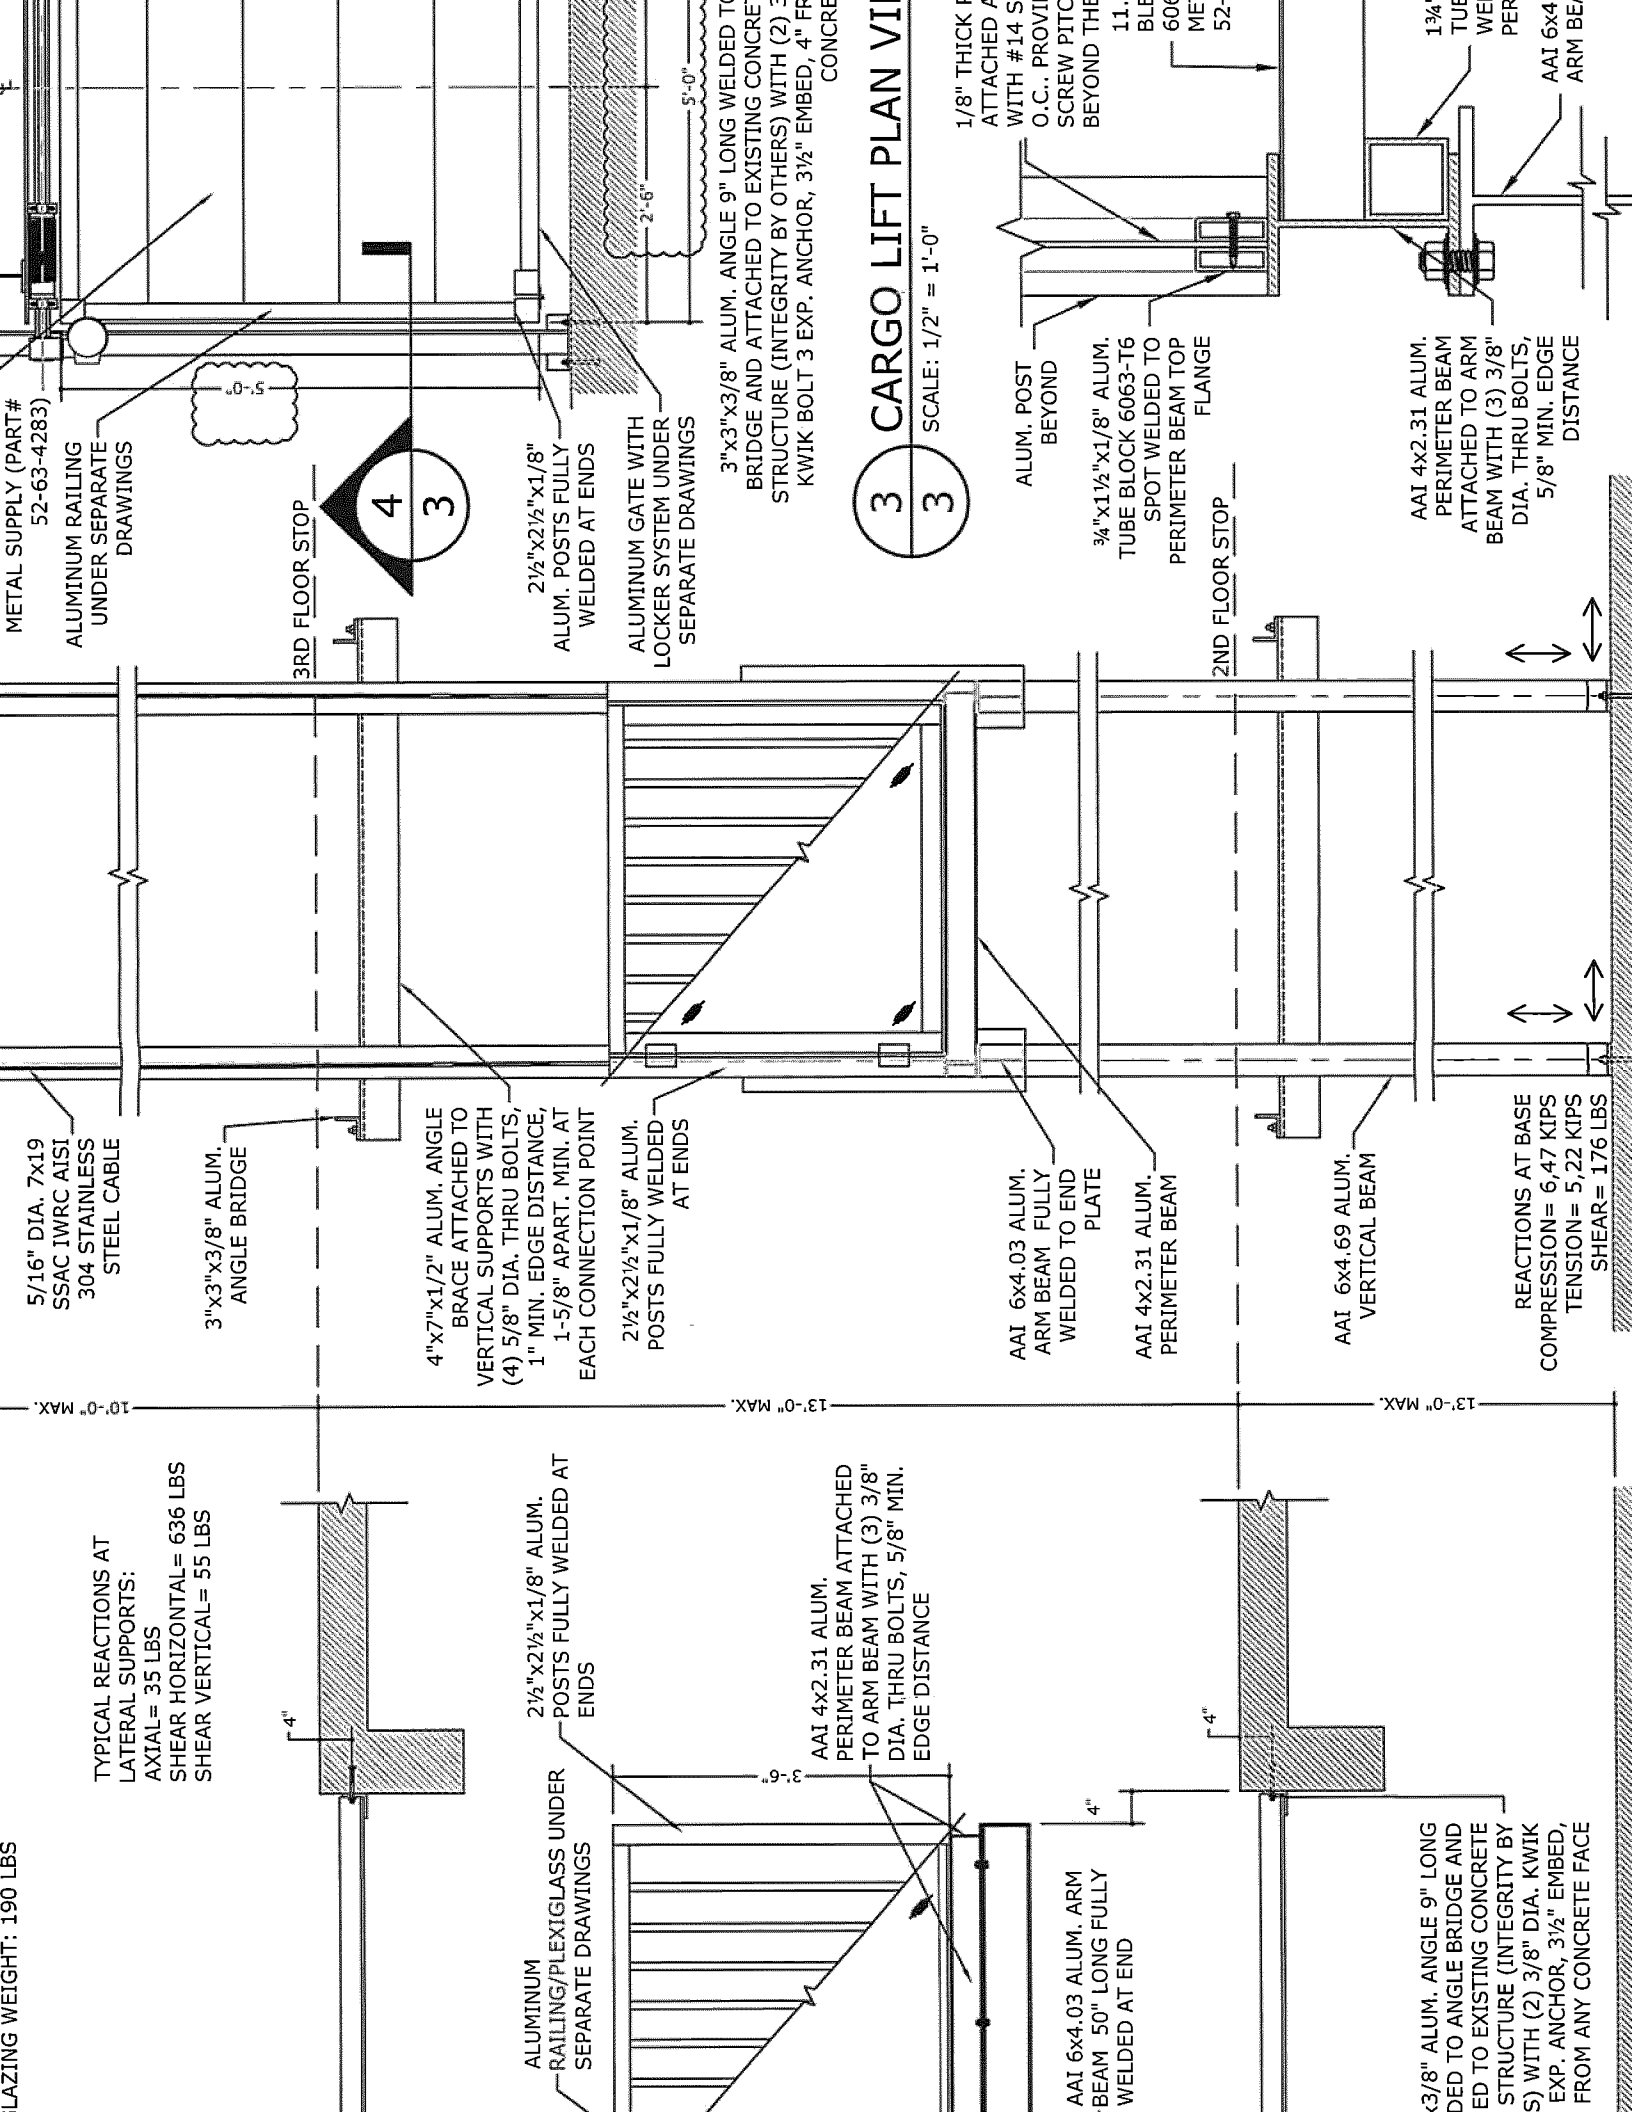 GLAZING WEIGHT: 190 LBS
TYPICAL REACTIONS AT
LATERAL SUPPORTS:
AXIAL= 35 LBS
SHEAR HORIZONTAL= 636 LBS
SHEAR VERTICAL= 55 LBS
4"
ALUMINUM
RAILING/PLEXIGLASS UNDER
SEPARATE DRAWINGS
2½"x2½"x1/8" ALUM.
POSTS FULLY WELDED AT
ENDS
3'-6"
AAI 4x2.31 ALUM.
PERIMETER BEAM ATTACHED
TO ARM BEAM WITH (3) 3/8"
DIA. THRU BOLTS, 5/8" MIN.
EDGE DISTANCE
AAI 6x4.03 ALUM. ARM
BEAM 50" LONG FULLY
WELDED AT END
4"
4"
x3/8" ALUM. ANGLE 9" LONG
DED TO ANGLE BRIDGE AND
ED TO EXISTING CONCRETE
STRUCTURE (INTEGRITY BY
S) WITH (2) 3/8" DIA. KWIK
EXP. ANCHOR, 3½" EMBED,
FROM ANY CONCRETE FACE
10'-0" MAX.
13'-0" MAX.
13'-0" MAX.
5/16" DIA. 7x19
SSAC IWRC AISI
304 STAINLESS
STEEL CABLE
3"x3"x3/8" ALUM.
ANGLE BRIDGE
4"x7"x1/2" ALUM. ANGLE
BRACE ATTACHED TO
VERTICAL SUPPORTS WITH
(4) 5/8" DIA. THRU BOLTS,
1" MIN. EDGE DISTANCE,
1-5/8" APART. MIN. AT
EACH CONNECTION POINT
2½"x2½"x1/8" ALUM.
POSTS FULLY WELDED
AT ENDS
AAI 6x4.03 ALUM.
ARM BEAM FULLY
WELDED TO END
PLATE
AAI 4x2.31 ALUM.
PERIMETER BEAM
AAI 6x4.69 ALUM.
VERTICAL BEAM
REACTIONS AT BASE
COMPRESSION= 6,47 KIPS
TENSION= 5,22 KIPS
SHEAR= 176 LBS
3RD FLOOR STOP
2ND FLOOR STOP
METAL SUPPLY (PART#
52-63-4283)
ALUMINUM RAILING
UNDER SEPARATE
DRAWINGS
5'-0"
4
3
2½"x2½"x1/8"
ALUM. POSTS FULLY
WELDED AT ENDS
ALUMINUM GATE WITH
LOCKER SYSTEM UNDER
SEPARATE DRAWINGS
2'-6"
5'-0"
3"x3"x3/8" ALUM. ANGLE 9" LONG WELDED TO
BRIDGE AND ATTACHED TO EXISTING CONCRET
STRUCTURE (INTEGRITY BY OTHERS) WITH (2) 3
KWIK BOLT 3 EXP. ANCHOR, 3½" EMBED, 4" FR
CONCRE
3
3
CARGO LIFT PLAN VI
SCALE: 1/2" = 1'-0"
1/8" THICK
ATTACHED A
WITH #14 S
O.C.. PROVI
SCREW PITC
BEYOND THE
11.
BLE
606
MET
52-
ALUM. POST
BEYOND
¾"x1½"x1/8" ALUM.
TUBE BLOCK 6063-T6
SPOT WELDED TO
PERIMETER BEAM TOP
FLANGE
AAI 4x2.31 ALUM.
PERIMETER BEAM
ATTACHED TO ARM
BEAM WITH (3) 3/8"
DIA. THRU BOLTS,
5/8" MIN. EDGE
DISTANCE
1¾"
TUB
WEL
PER
AAI 6x4
ARM BEA